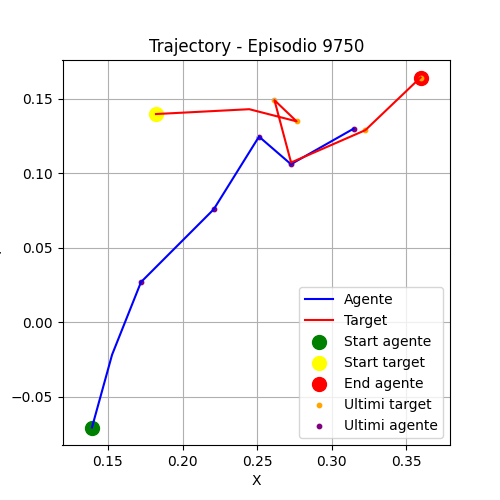 Trajectory - Episodio 9750
0.15
0.10
0.05
0.00
−0.05
0.15
0.20
0.25
0.30
0.35
X
Agente
Target
Start agente
Start target
End agente
Ultimi target
Ultimi agente